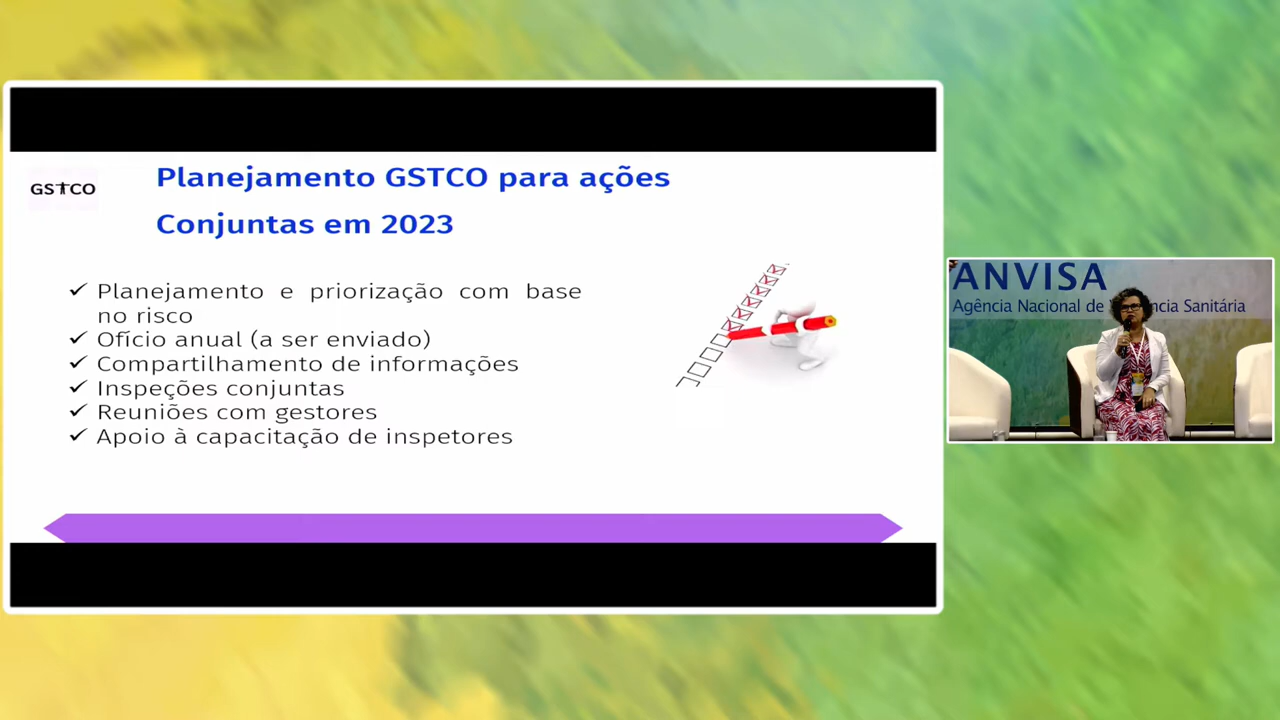 GSTCO
Planejamento GSTCO para ações
Conjuntas em 2023
✓ Planejamento e priorização com base
no risco
✓ Ofício anual (a ser enviado)
✓ Compartilhamento de informações
✓ Inspeções conjuntas
✓ Reuniões com gestores
✓ Apoio à capacitação de inspetores
ANVISA
Agência Nacional de Sanitária